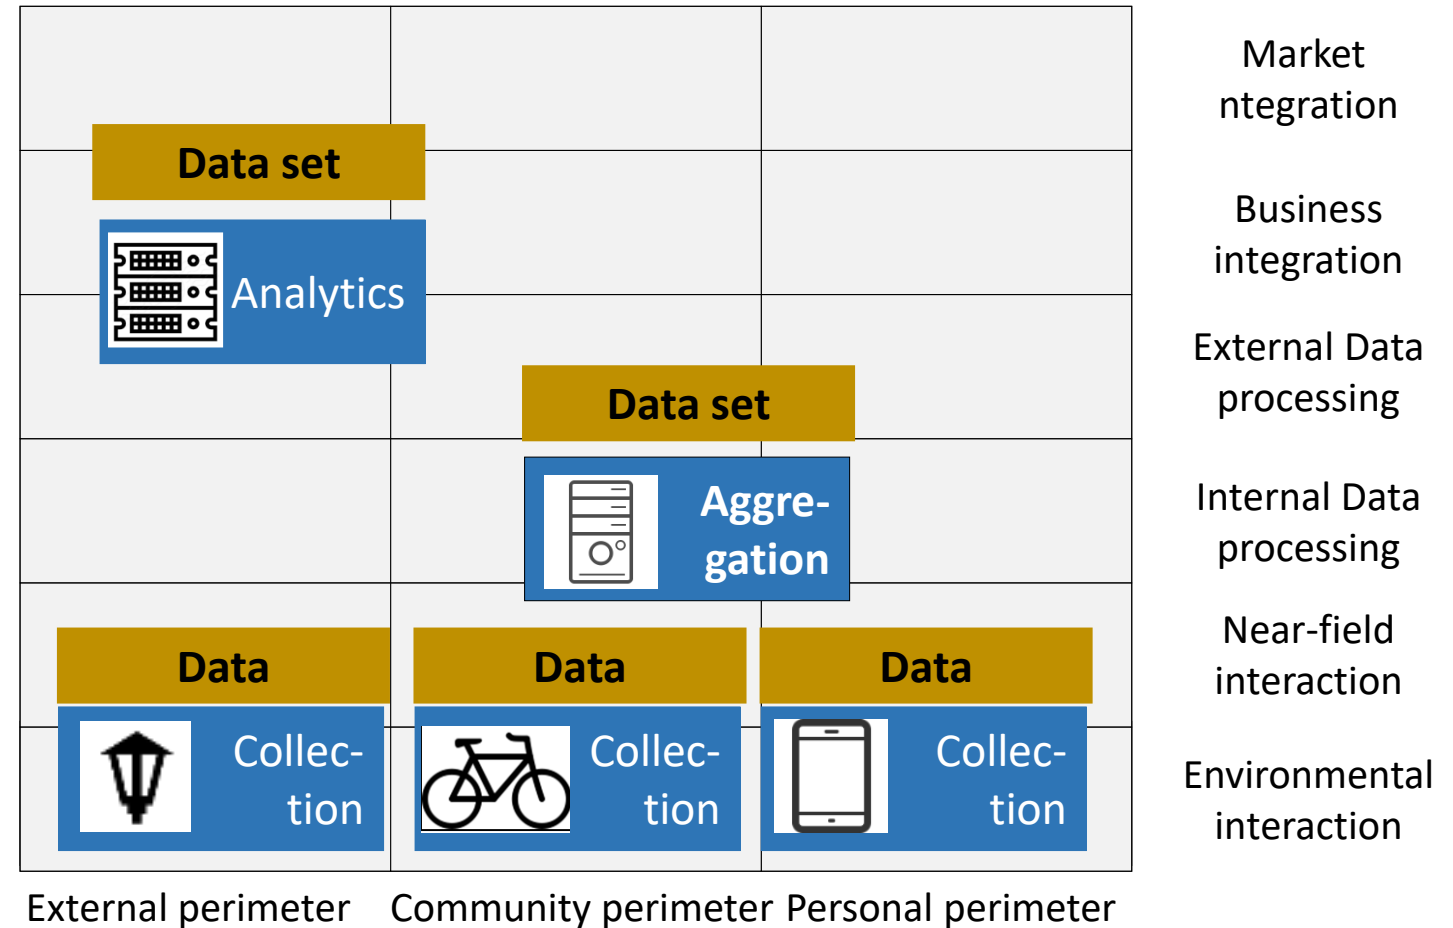 Market
ntegration
Data set
Business
integration
Analytics
External Data
processing
Data set
Internal Data
processing
Aggre-
gation
Near-field
interaction
Data
Data
Data
Collec-
tion
Collec-
tion
Collec-
tion
Environmental
interaction
External perimeter
Community perimeter
Personal perimeter